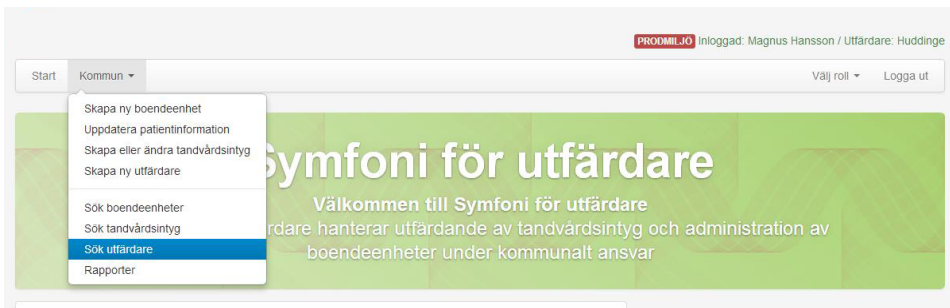 PRODMILJÖ Inloggad: Magnus Hansson / Utfärdare: Huddinge
Start Kommun Välj roll Logga ut
Skapa ny boendeenhet
Uppdatera patientinformation
Skapa eller ändra tandvårdsintyg
Skapa ny utfärdare
Sök boendeenheter
Sök tandvårdsintyg
Sök utfärdare
Rapporter
Symfoni för utfärdare
Välkommen till Symfoni för utfärdare
rdare hanterar utfärdande av tandvårdsintyg och administration av
boendeenheter under kommunalt ansvar